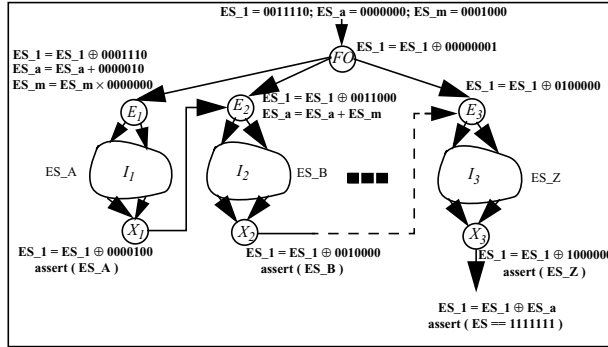 ES_1 = 0011110; ES_a = 0000000; ES_m = 0001000
FO
ES_1 = ES_1 ⊕ 00000001
ES_1 = ES_1 ⊕ 0001110
ES_a = ES_a + 0000010
ES_m = ES_m × 0000000
E1
E2
ES_1 = ES_1 ⊕ 0011000
ES_a = ES_a + ES_m
ES_1 = ES_1 ⊕ 0100000
E3
ES_A
I1
I2
ES_B
I3
ES_Z
X1
X2
X3
ES_1 = ES_1 ⊕ 0000100
assert ( ES_A )
ES_1 = ES_1 ⊕ 0010000
assert ( ES_B )
ES_1 = ES_1 ⊕ 1000000
assert ( ES_Z )
ES_1 = ES_1 ⊕ ES_a
assert ( ES == 1111111 )